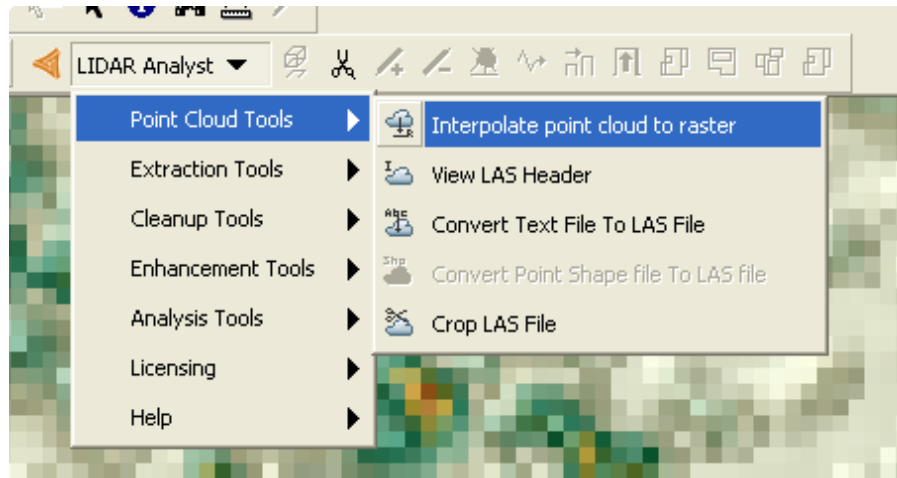 LIDAR Analyst
Point Cloud Tools
Extraction Tools
Cleanup Tools
Enhancement Tools
Analysis Tools
Licensing
Help
R
Interpolate point cloud to raster
I
View LAS Header
Abc
Convert Text File To LAS File
Shp
Convert Point Shape file To LAS file
Crop LAS File